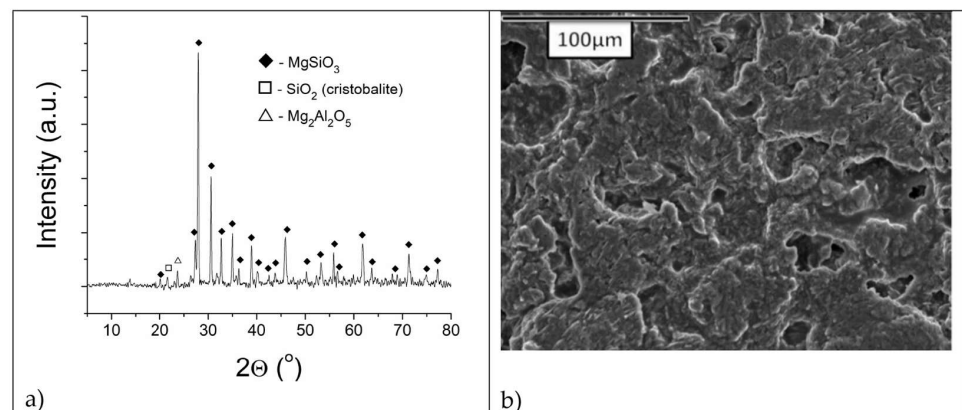 Intensity (a.u.)
◆ - MgSiO₃
□ - SiO₂ (cristobalite)
△ - Mg₂Al₂O₅
10 20 30 40 50 60 70 80
2Θ (°)
a)
100μm
b)